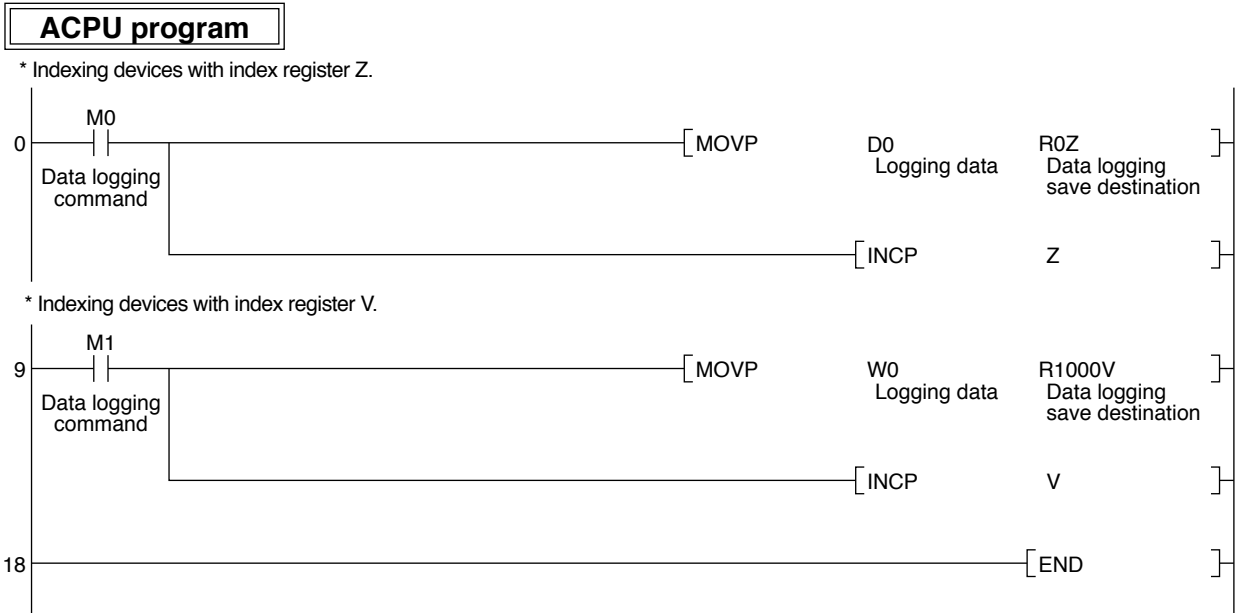 ACPU program
* Indexing devices with index register Z.
M0
0 [MOVP D0 R0Z]
Data logging command
Logging data
Data logging save destination
[INCP Z]
* Indexing devices with index register V.
M1
9 [MOVP W0 R1000V]
Data logging command
Logging data
Data logging save destination
[INCP V]
18 [END]